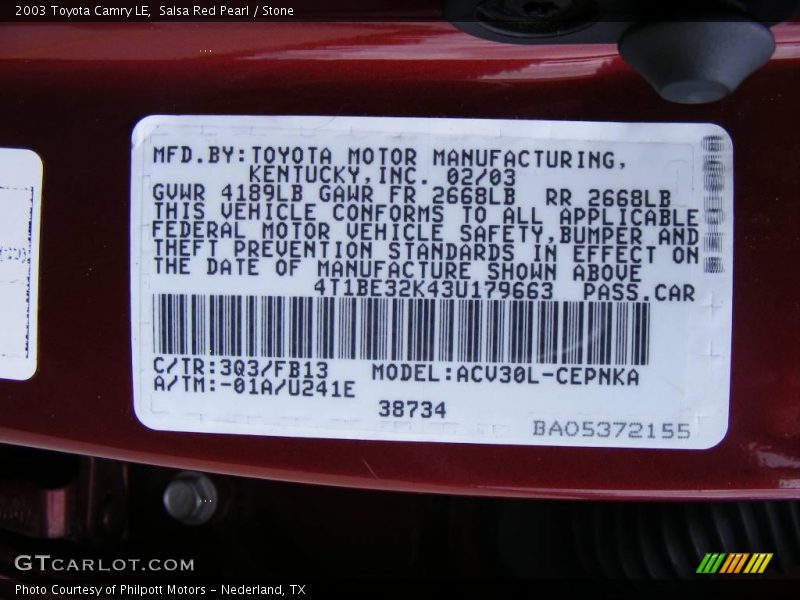 2003 Toyota Camry LE,  Salsa Red Pearl / Stone
MFD.BY:TOYOTA MOTOR MANUFACTURING,
KENTUCKY,INC. 02/03
GVWR 4189LB GAWR FR 2668LB  RR 2668LB
THIS VEHICLE CONFORMS TO ALL APPLICABLE
FEDERAL MOTOR VEHICLE SAFETY,BUMPER AND
THEFT PREVENTION STANDARDS IN EFFECT ON
THE DATE OF MANUFACTURE SHOWN ABOVE
4T1BE32K43U179663  PASS.CAR
C/TR:3Q3/FB13  MODEL:ACV30L-CEPNKA
A/TM:-01A/U241E
38734
BA05372155
GTCARLOT.COM
Photo Courtesy of Philpott Motors - Nederland, TX